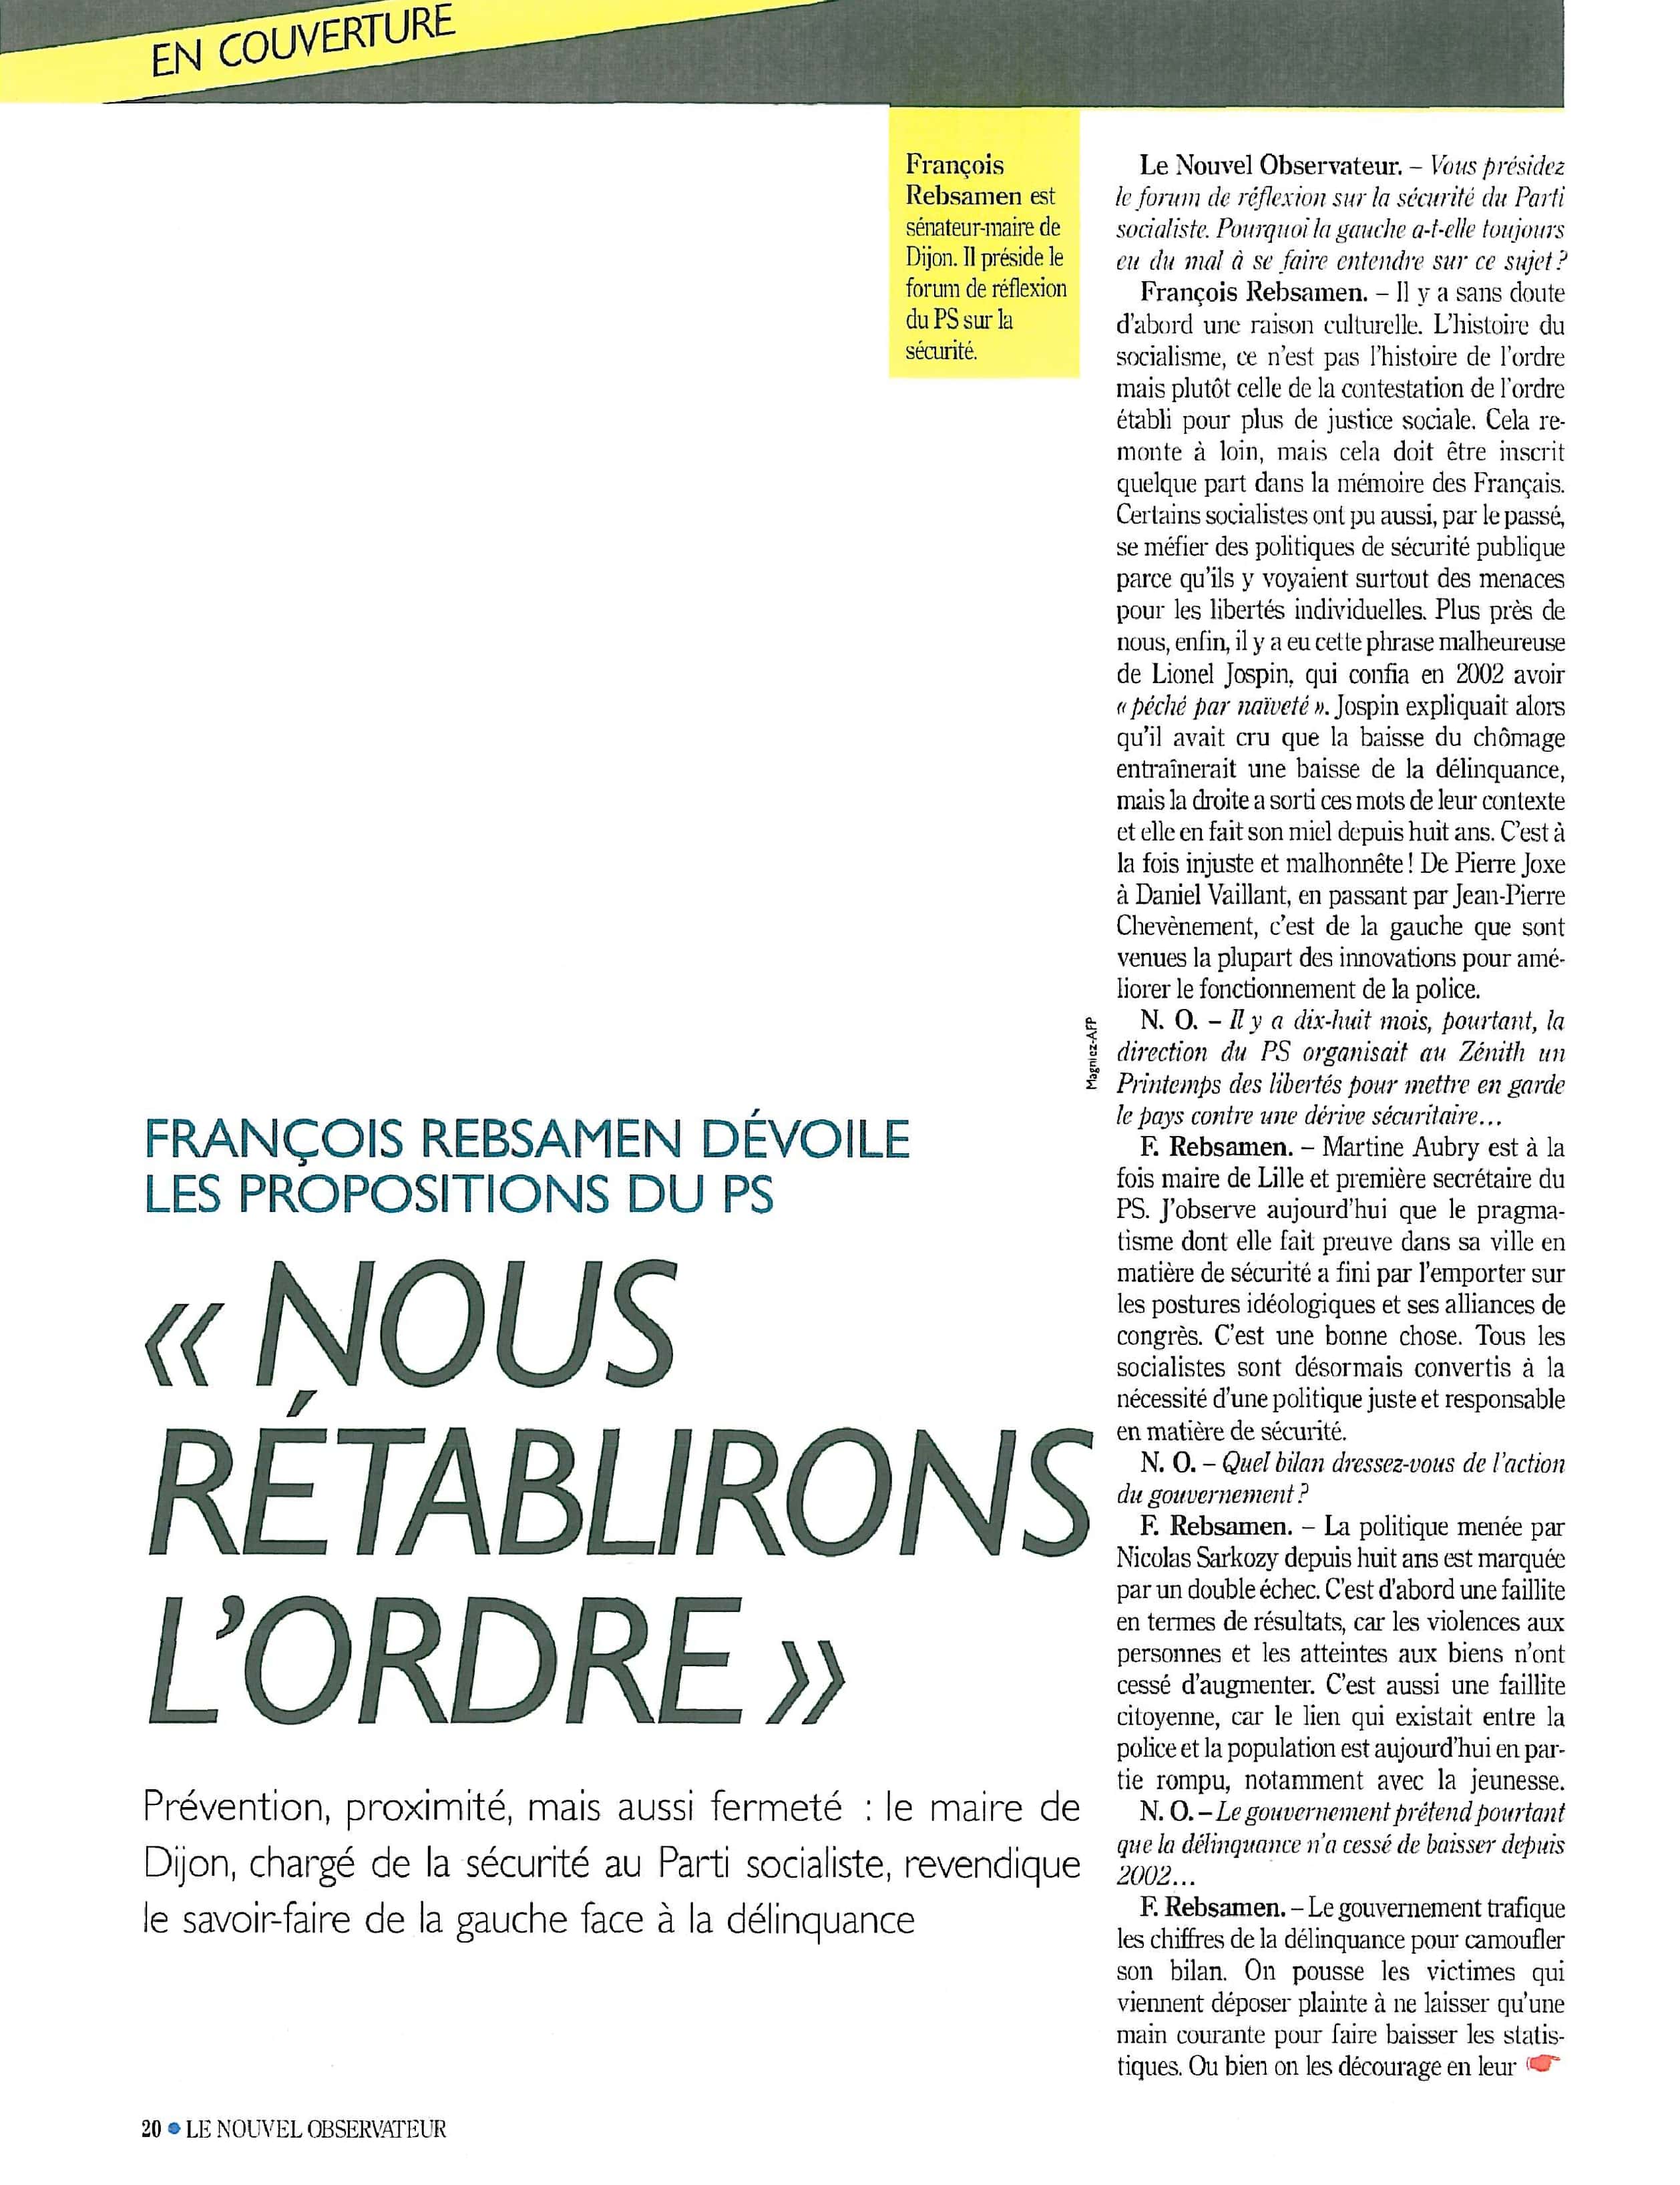 EN COUVERTURE
François
Rebsamen est
sénateur-maire de
Dijon. Il préside le
forum de réflexion
du PS sur la
sécurité.
Magniez-AFP
FRANÇOIS REBSAMEN DÉVOILE
LES PROPOSITIONS DU PS
« NOUS
RÉTABLIRONS
L'ORDRE »
Prévention, proximité, mais aussi fermeté : le maire de
Dijon, chargé de la sécurité au Parti socialiste, revendique
le savoir-faire de la gauche face à la délinquance
Le Nouvel Observateur. – Vous présidez
le forum de réflexion sur la sécurité du Parti
socialiste. Pourquoi la gauche a-t-elle toujours
eu du mal à se faire entendre sur ce sujet ?
François Rebsamen. – Il y a sans doute
d'abord une raison culturelle. L'histoire du
socialisme, ce n'est pas l'histoire de l'ordre
mais plutôt celle de la contestation de l'ordre
établi pour plus de justice sociale. Cela re-
monte à loin, mais cela doit être inscrit
quelque part dans la mémoire des Français.
Certains socialistes ont pu aussi, par le passé,
se méfier des politiques de sécurité publique
parce qu'ils y voyaient surtout des menaces
pour les libertés individuelles. Plus près de
nous, enfin, il y a eu cette phrase malheureuse
de Lionel Jospin, qui confia en 2002 avoir
« péché par naïveté ». Jospin expliquait alors
qu'il avait cru que la baisse du chômage
entraînerait une baisse de la délinquance,
mais la droite a sorti ces mots de leur contexte
et elle en fait son miel depuis huit ans. C'est à
la fois injuste et malhonnête ! De Pierre Joxe
à Daniel Vaillant, en passant par Jean-Pierre
Chevènement, c'est de la gauche que sont
venues la plupart des innovations pour amé-
liorer le fonctionnement de la police.
N. O. – Il y a dix-huit mois, pourtant, la
direction du PS organisait au Zénith un
Printemps des libertés pour mettre en garde
le pays contre une dérive sécuritaire...
F. Rebsamen. – Martine Aubry est à la
fois maire de Lille et première secrétaire du
PS. J'observe aujourd'hui que le pragma-
tisme dont elle fait preuve dans sa ville en
matière de sécurité a fini par l'emporter sur
les postures idéologiques et ses alliances de
congrès. C'est une bonne chose. Tous les
socialistes sont désormais convertis à la
nécessité d'une politique juste et responsable
en matière de sécurité.
N. O. – Quel bilan dressez-vous de l'action
du gouvernement ?
F. Rebsamen. – La politique menée par
Nicolas Sarkozy depuis huit ans est marquée
par un double échec. C'est d'abord une faillite
en termes de résultats, car les violences aux
personnes et les atteintes aux biens n'ont
cessé d'augmenter. C'est aussi une faillite
citoyenne, car le lien qui existait entre la
police et la population est aujourd'hui en par-
tie rompu, notamment avec la jeunesse.
N. O. – Le gouvernement prétend pourtant
que la délinquance n'a cessé de baisser depuis
2002...
F. Rebsamen. – Le gouvernement trafique
les chiffres de la délinquance pour camoufler
son bilan. On pousse les victimes qui
viennent déposer plainte à ne laisser qu'une
main courante pour faire baisser les statis-
tiques. Ou bien on les décourage en leur
20 • LE NOUVEL OBSERVATEUR